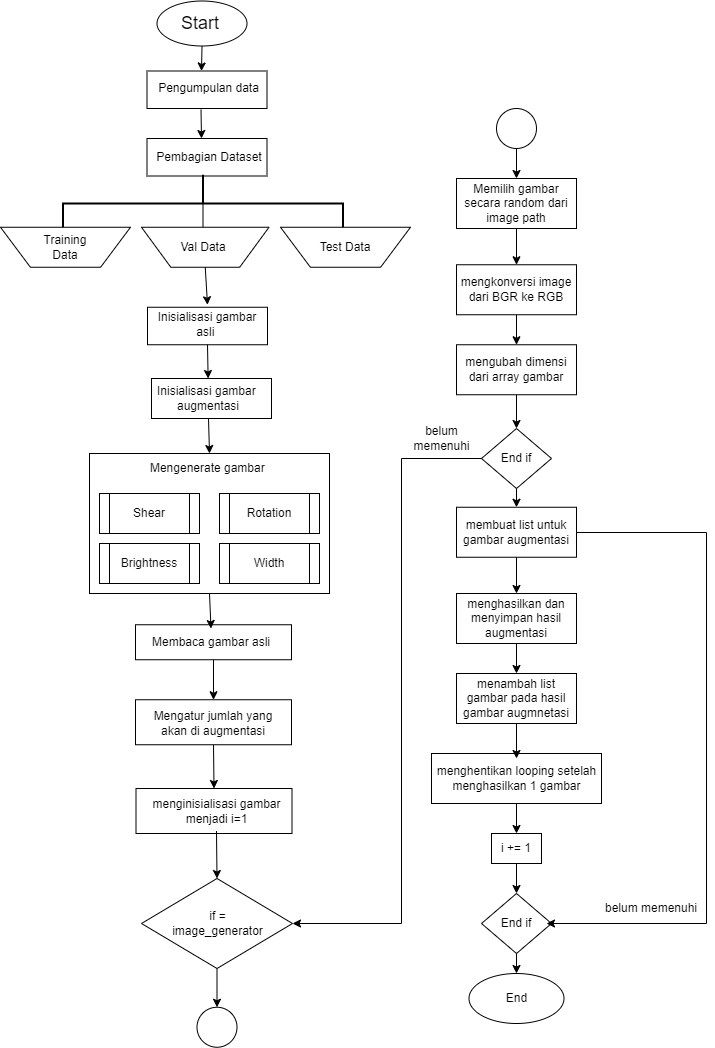 Start
Pengumpulan data
Pembagian Dataset
Training
Data
Val Data
Test Data
Inisialisasi gambar
asli
Inisialisasi gambar
augmentasi
Mengenerate gambar
Shear
Rotation
Brightness
Width
Membaca gambar asli
Mengatur jumlah yang
akan di augmentasi
menginisialisasi gambar
menjadi i=1
if =
image_generator
Memilih gambar
secara random dari
image path
mengkonversi image
dari BGR ke RGB
mengubah dimensi
dari array gambar
belum
memenuhi
End if
membuat list untuk
gambar augmentasi
menghasilkan dan
menyimpan hasil
augmentasi
menambah list
gambar pada hasil
gambar augmnetasi
menghentikan looping setelah
menghasilkan 1 gambar
i += 1
End if
belum memenuhi
End